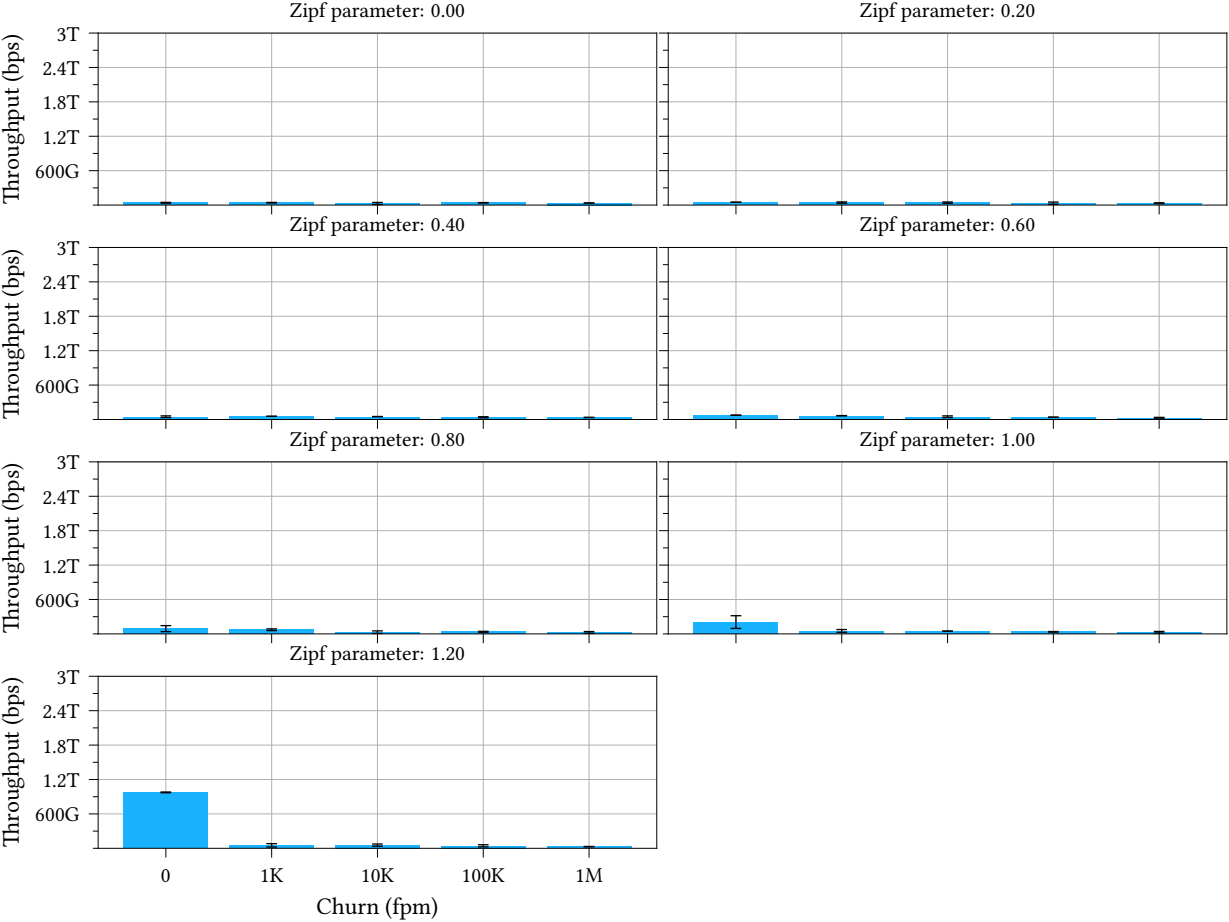 Zipf parameter: 0.00
Zipf parameter: 0.20
Throughput (bps)
3T
2.4T
1.8T
1.2T
600G
Zipf parameter: 0.40
Zipf parameter: 0.60
Throughput (bps)
3T
2.4T
1.8T
1.2T
600G
Zipf parameter: 0.80
Zipf parameter: 1.00
Throughput (bps)
3T
2.4T
1.8T
1.2T
600G
Zipf parameter: 1.20
Throughput (bps)
3T
2.4T
1.8T
1.2T
600G
0 1K 10K 100K 1M
Churn (fpm)